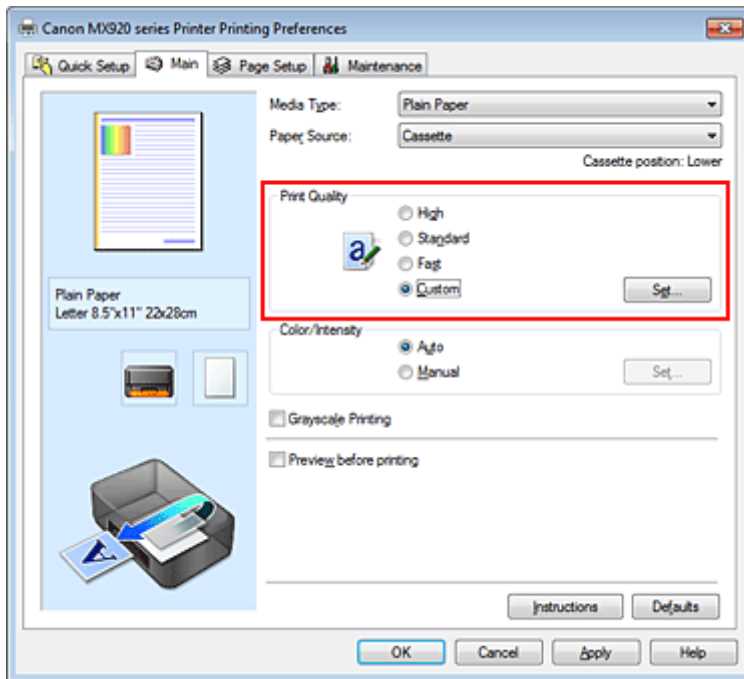 Canon MX920 series Printer Printing Preferences
Quick Setup Main Page Setup Maintenance
Media Type: Plain Paper
Paper Source: Cassette
Cassette position: Lower
Print Quality
High
a Standard
Fast
Custom Set...
Plain Paper
Letter 8.5"x11" 22x28cm
Color/Intensity
Auto
Manual Set...
Grayscale Printing
Preview before printing
A
Instructions Defaults
OK Cancel Apply Help